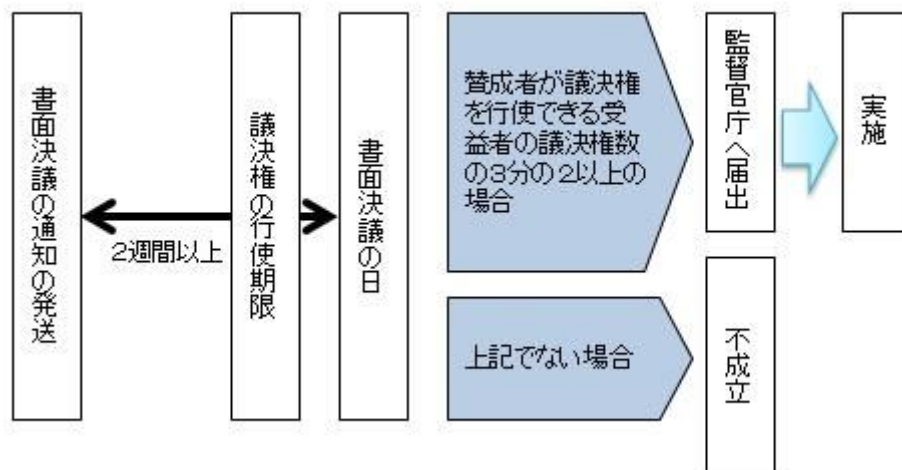 書面決議の通知の発送
2週間以上
議決権の行使期限
書面決議の日
賛成者が議決権
を行使できる受
益者の議決権数
の3分の2以上の
場合
監督官庁へ届出
実施
上記でない場合
不成立